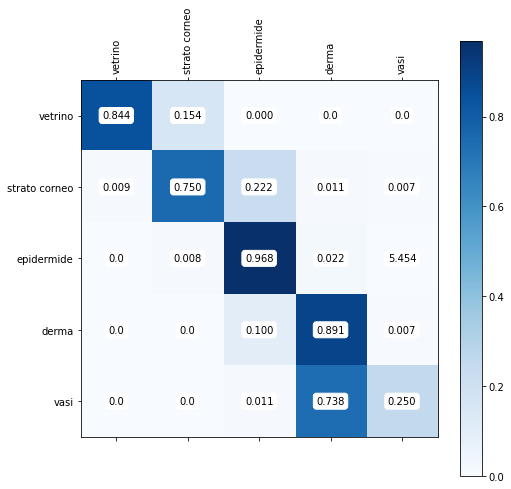 vetrino strato corneo epidermide derma vasi
vetrino 0.844 0.154 0.000 0.0 0.0
strato corneo 0.009 0.750 0.222 0.011 0.007
epidermide 0.0 0.008 0.968 0.022 5.454
derma 0.0 0.0 0.100 0.891 0.007
vasi 0.0 0.0 0.011 0.738 0.250
0.8
0.6
0.4
0.2
0.0